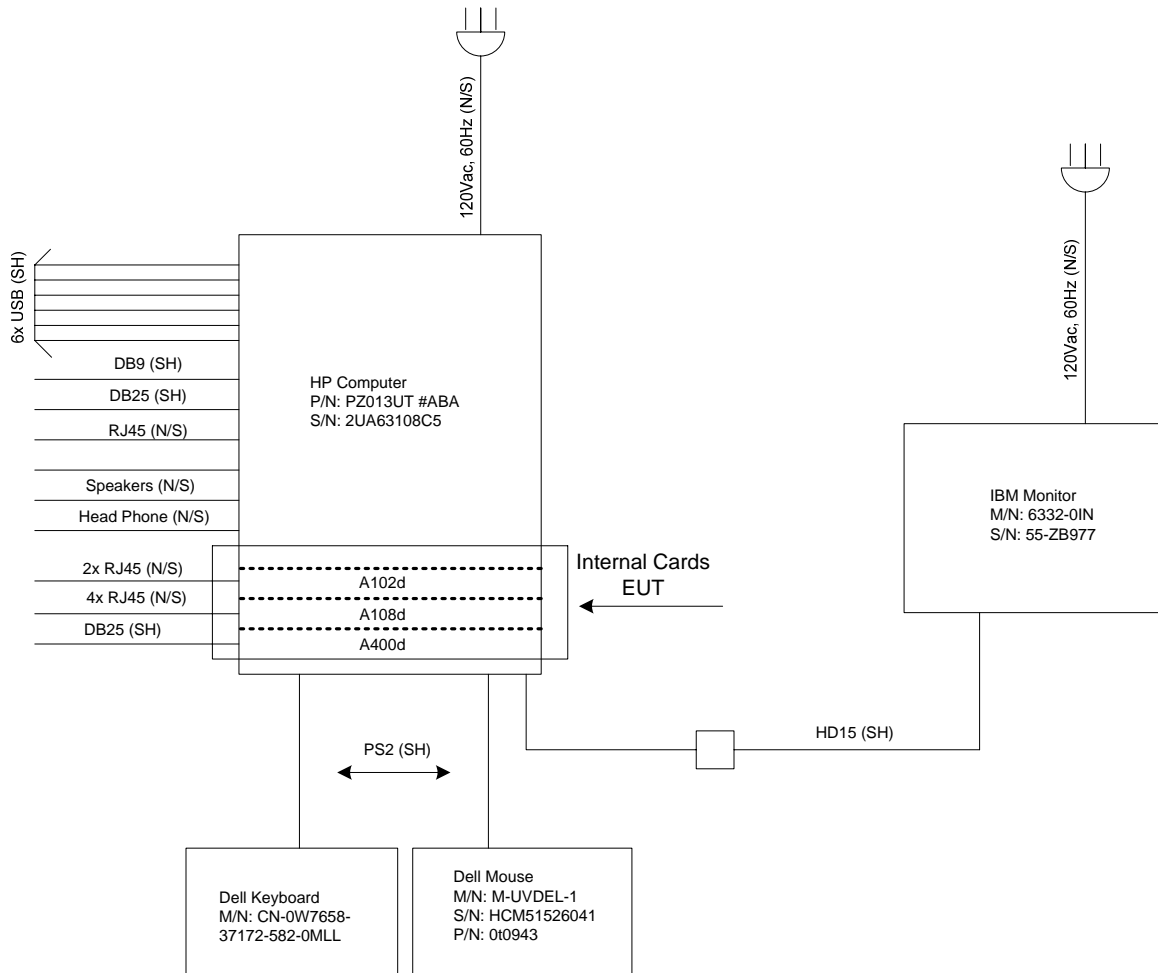 120Vac, 60Hz (N/S)
120Vac, 60Hz (N/S)
6x USB (SH)
DB9 (SH)
DB25 (SH)
RJ45 (N/S)
Speakers (N/S)
Head Phone (N/S)
2x RJ45 (N/S)
4x RJ45 (N/S)
DB25 (SH)
HP Computer
P/N: PZ013UT #ABA
S/N: 2UA63108C5
A102d
A108d
A400d
Internal Cards
EUT
IBM Monitor
M/N: 6332-0IN
S/N: 55-ZB977
HD15 (SH)
PS2 (SH)
Dell Keyboard
M/N: CN-0W7658-
37172-582-0MLL
Dell Mouse
M/N: M-UVDEL-1
S/N: HCM51526041
P/N: 0t0943